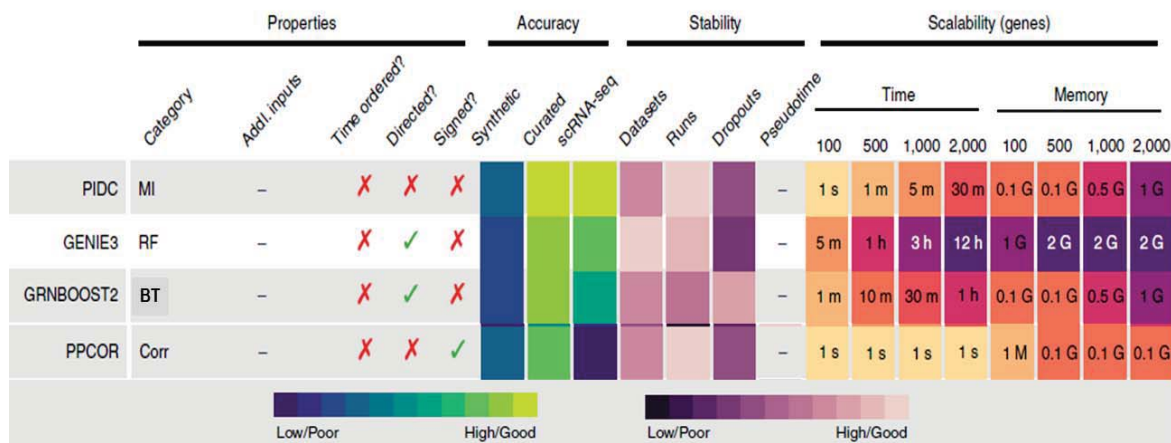 Properties Accuracy Stability Scalability (genes)
Category Addl. inputs Time ordered? Directed? Signed? Synthetic Curated scRNA-seq Datasets Runs Dropouts Pseudotime Time Memory
100 500 1,000 2,000 100 500 1,000 2,000
PIDC MI – ✗ ✗ ✗ – 1 s 1 m 5 m 30 m 0.1 G 0.1 G 0.5 G 1 G
GENIE3 RF – ✗ ✓ ✗ – 5 m 1 h 3 h 12 h 1 G 2 G 2 G 2 G
GRNBOOST2 BT – ✗ ✓ ✗ – 1 m 10 m 30 m 1 h 0.1 G 0.1 G 0.5 G 1 G
PPCOR Corr – ✗ ✗ ✓ – 1 s 1 s 1 s 1 s 1 M 0.1 G 0.1 G 0.1 G
Low/Poor High/Good Low/Poor High/Good